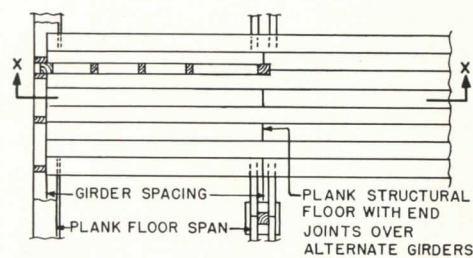 X
X
GIRDER SPACING
PLANK FLOOR SPAN
PLANK STRUCTURAL
FLOOR WITH END
JOINTS OVER
ALTERNATE GIRDERS